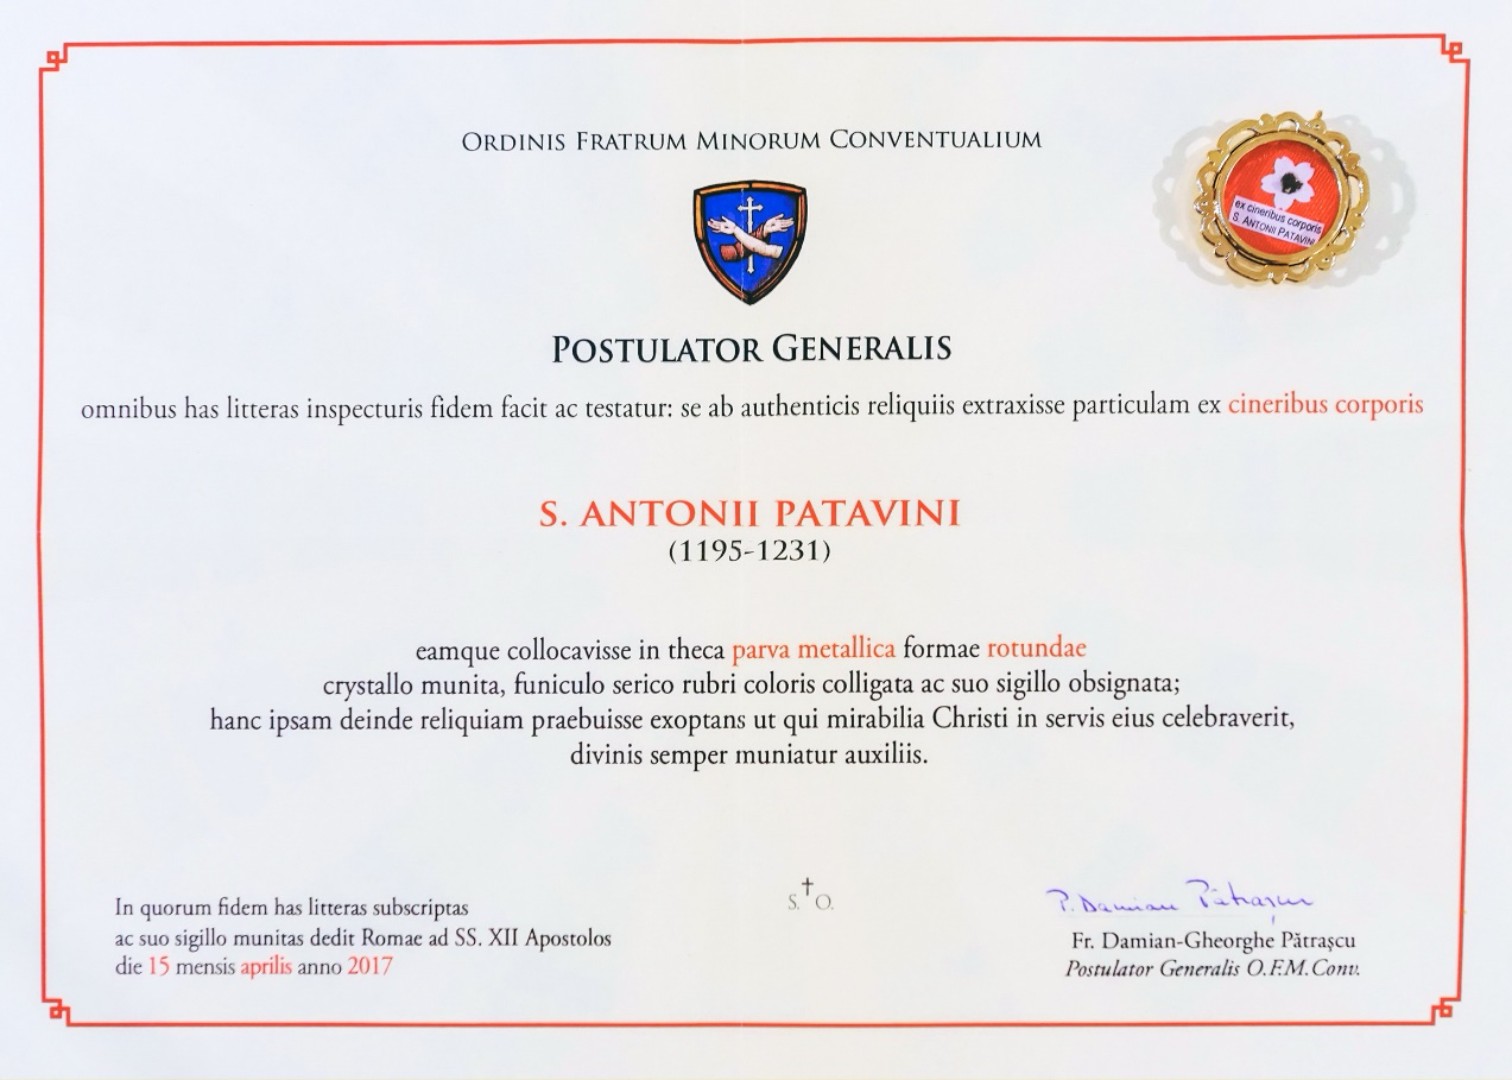 ORDINIS FRATRUM MINORUM CONVENTUALIUM
ex cineribus corporis
S. ANTONII PATAVINI
POSTULATOR GENERALIS
omnibus has litteras inspecturis fidem facit ac testatur: se ab authenticis reliquiis extraxisse particulam ex cineribus corporis
S. ANTONII PATAVINI
(1195-1231)
eamque collocavisse in theca parva metallica formae rotundae
crystallo munita, funiculo serico rubri coloris colligata ac suo sigillo obsignata;
hanc ipsam deinde reliquiam praebuisse exoptans ut qui mirabilia Christi in servis eius celebraverit,
divinis semper muniatur auxiliis.
In quorum fidem has litteras subscriptas
ac suo sigillo munitas dedit Romae ad SS. XII Apostolos
die 15 mensis aprilis anno 2017
S. † O.
P. Damian Pătrașcu
Fr. Damian-Gheorghe Pătrașcu
Postulator Generalis O.F.M.Conv.